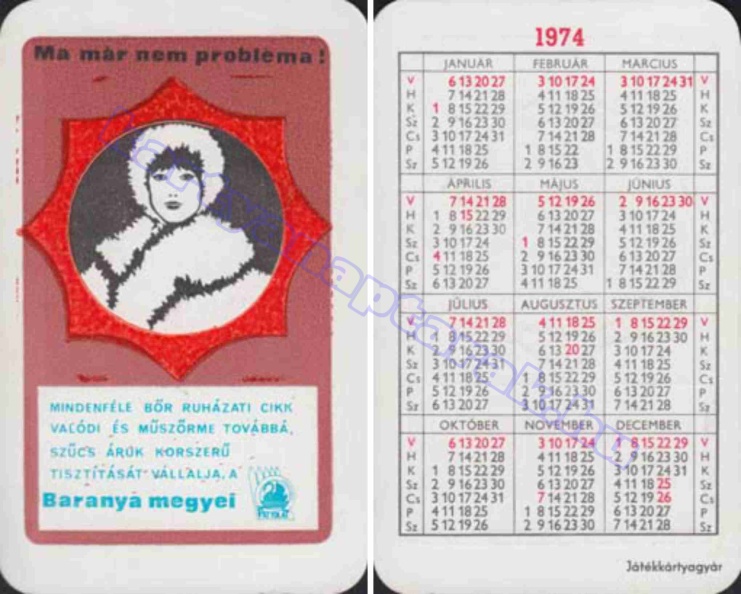 Ma már nem probléma!
MINDENFÉLE BŐR RUHÁZATI CIKK
VALÓDI ÉS MŰSZŐRME TOVÁBBÁ,
SZŰCS ÁRUK KORSZERŰ
TISZTÍTÁSÁT VÁLLALJA A
Baranya megyei
PATYOLAT
1974
JANUÁR FEBRUÁR MÁRCIUS
V 6 13 20 27 3 10 17 24 3 10 17 24 31 V
H 7 14 21 28 4 11 18 25 4 11 18 25 H
K 1 8 15 22 29 5 12 19 26 5 12 19 26 K
Sz 2 9 16 23 30 6 13 20 27 6 13 20 27 Sz
Cs 3 10 17 24 31 7 14 21 28 7 14 21 28 Cs
P 4 11 18 25 1 8 15 22 1 8 15 22 29 P
Sz 5 12 19 26 2 9 16 23 2 9 16 23 30 Sz
ÁPRILIS MÁJUS JÚNIUS
V 7 14 21 28 5 12 19 26 2 9 16 23 30 V
H 1 8 15 22 29 6 13 20 27 3 10 17 24 H
K 2 9 16 23 30 7 14 21 28 4 11 18 25 K
Sz 3 10 17 24 1 8 15 22 29 5 12 19 26 Sz
Cs 4 11 18 25 2 9 16 23 30 6 13 20 27 Cs
P 5 12 19 26 3 10 17 24 31 7 14 21 28 P
Sz 6 13 20 27 4 11 18 25 1 8 15 22 29 Sz
JÚLIUS AUGUSZTUS SZEPTEMBER
V 7 14 21 28 4 11 18 25 1 8 15 22 29 V
H 1 8 15 22 29 5 12 19 26 2 9 16 23 30 H
K 2 9 16 23 30 6 13 20 27 3 10 17 24 K
Sz 3 10 17 24 31 7 14 21 28 4 11 18 25 Sz
Cs 4 11 18 25 1 8 15 22 29 5 12 19 26 Cs
P 5 12 19 26 2 9 16 23 30 6 13 20 27 P
Sz 6 13 20 27 3 10 17 24 31 7 14 21 28 Sz
OKTÓBER NOVEMBER DECEMBER
V 6 13 20 27 3 10 17 24 1 8 15 22 29 V
H 7 14 21 28 4 11 18 25 2 9 16 23 30 H
K 1 8 15 22 29 5 12 19 26 3 10 17 24 31 K
Sz 2 9 16 23 30 6 13 20 27 4 11 18 25 Sz
Cs 3 10 17 24 31 7 14 21 28 5 12 19 26 Cs
P 4 11 18 25 1 8 15 22 29 6 13 20 27 P
Sz 5 12 19 26 2 9 16 23 30 7 14 21 28 Sz
Játékkártyagyár